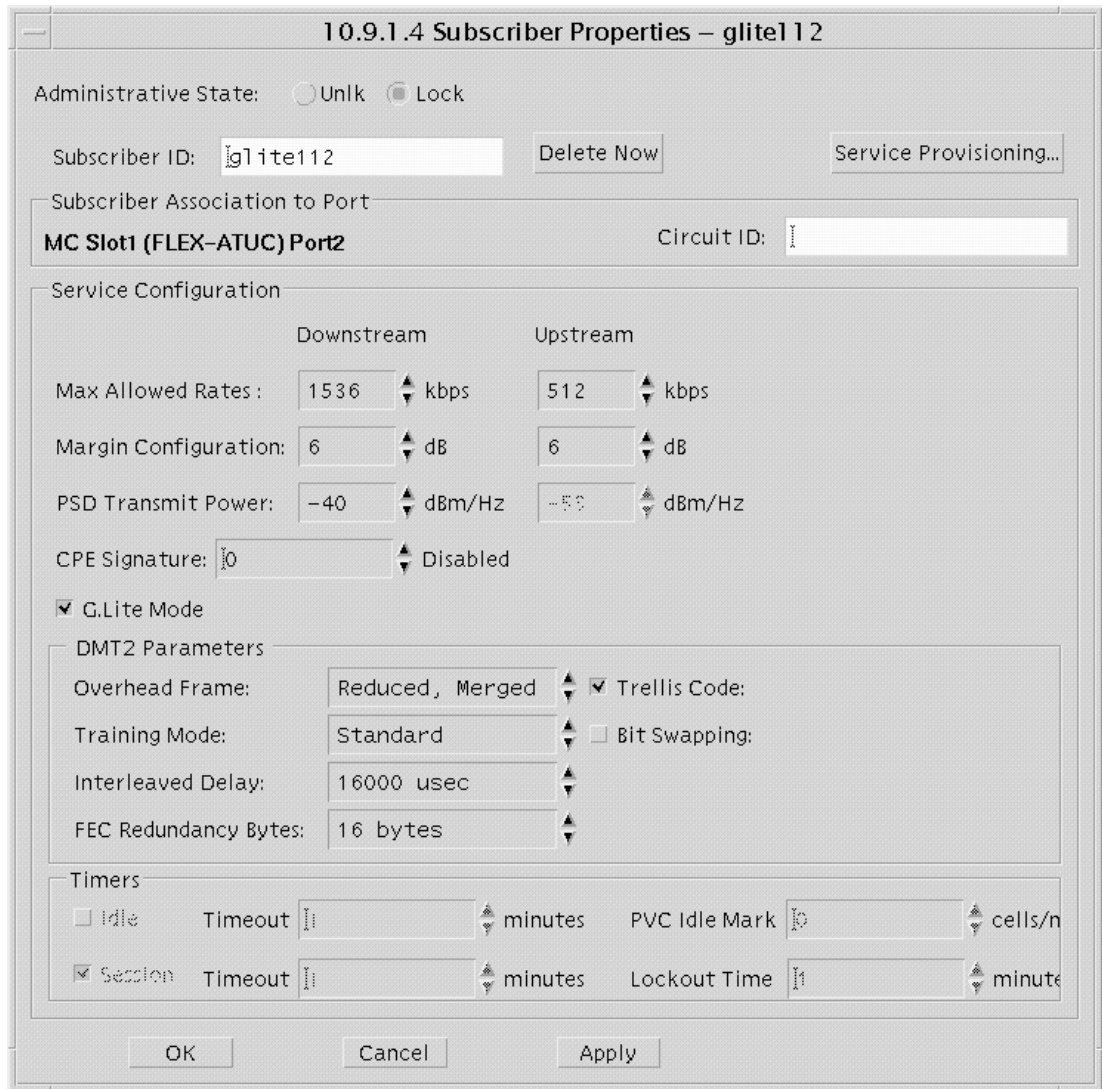 10.9.1.4 Subscriber Properties – glite112
Administrative State: Unlk Lock
Subscriber ID: glite112 Delete Now Service Provisioning...
Subscriber Association to Port
MC Slot1 (FLEX-ATUC) Port2 Circuit ID:
Service Configuration
Downstream Upstream
Max Allowed Rates : 1536 kbps 512 kbps
Margin Configuration: 6 dB 6 dB
PSD Transmit Power: -40 dBm/Hz dBm/Hz
CPE Signature: 0 Disabled
G.Lite Mode
DMT2 Parameters
Overhead Frame: Reduced, Merged Trellis Code:
Training Mode: Standard Bit Swapping:
Interleaved Delay: 16000 usec
FEC Redundancy Bytes: 16 bytes
Timers
Idle Timeout 1 minutes PVC Idle Mark 0 cells/m
Session Timeout 1 minutes Lockout Time 1 minute
OK Cancel Apply